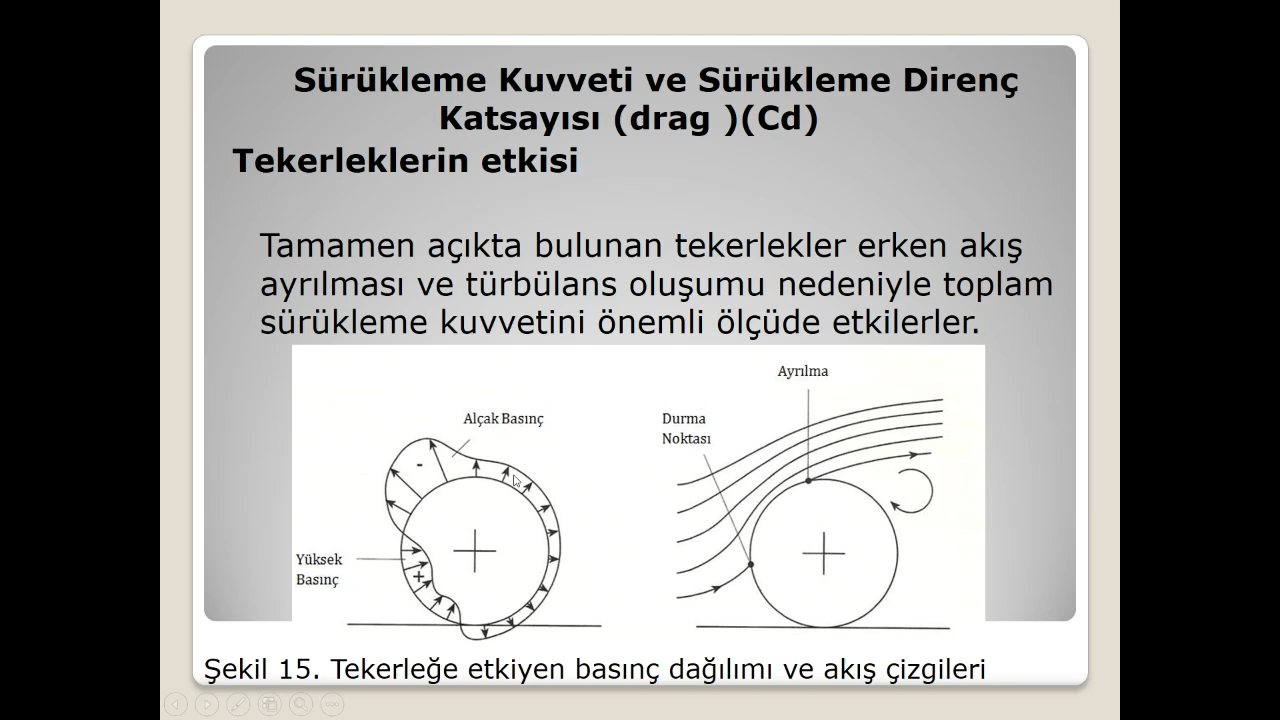 Sürükleme Kuvveti ve Sürükleme Direnç
Katsayısı (drag )(Cd)
Tekerleklerin etkisi
Tamamen açıkta bulunan tekerlekler erken akış
ayrılması ve türbülans oluşumu nedeniyle toplam
sürükleme kuvvetini önemli ölçüde etkilerler.
Alçak Basınç
-
Yüksek
Basınç
+
Ayrılma
Durma
Noktası
Şekil 15. Tekerleğe etkiyen basınç dağılımı ve akış çizgileri